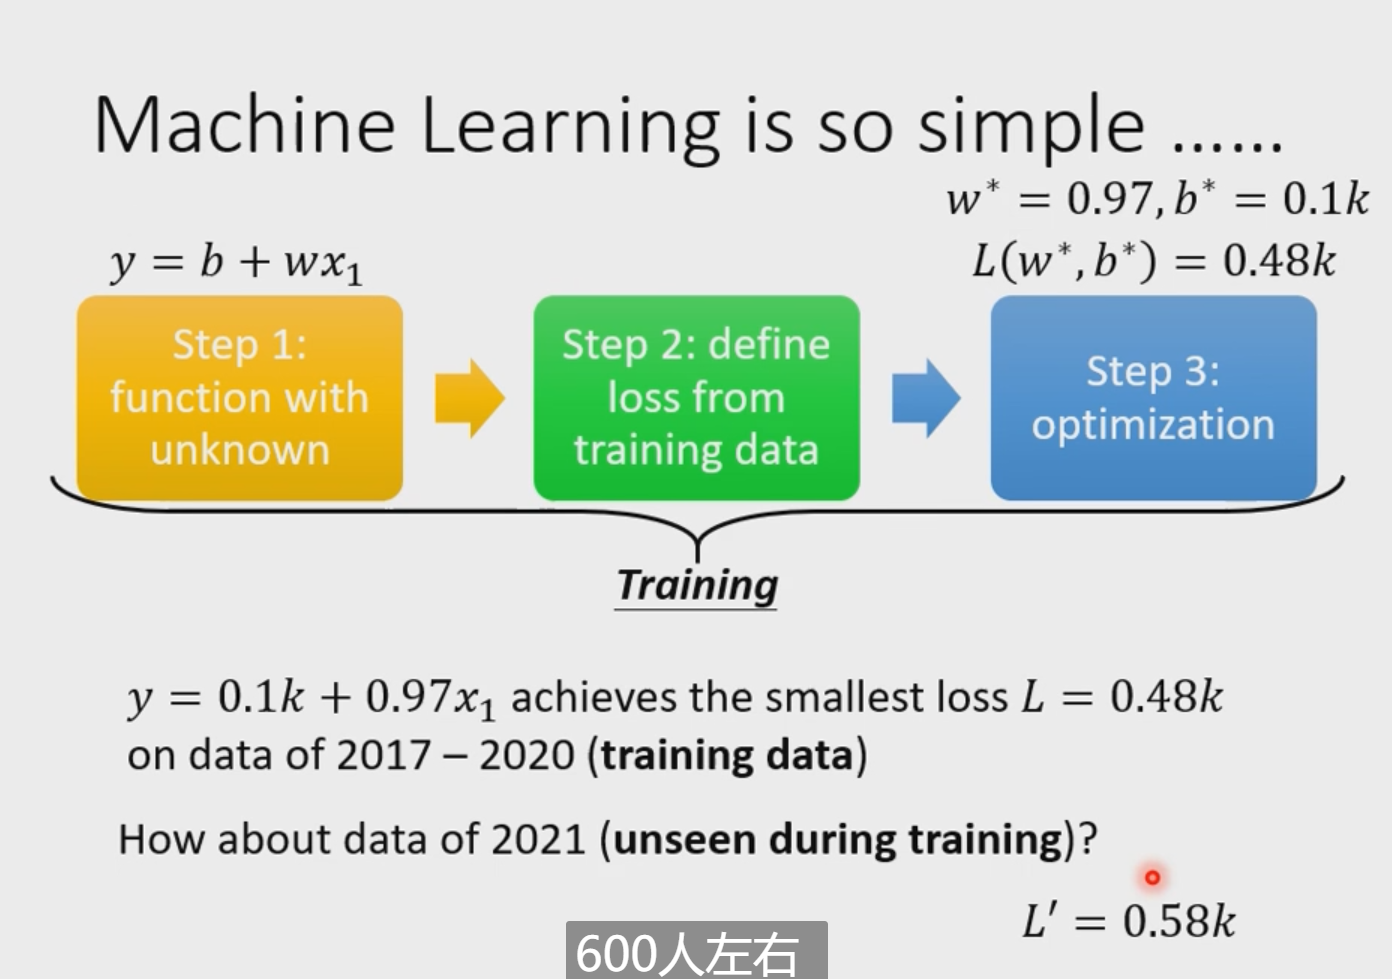 Machine Learning is so simple ......
w* = 0.97, b* = 0.1k
y = b + wx₁
L(w*, b*) = 0.48k
Step 1:
function with
unknown
Step 2: define
loss from
training data
Step 3:
optimization
Training
y = 0.1k + 0.97x₁ achieves the smallest loss L = 0.48k
on data of 2017 – 2020 (training data)
How about data of 2021 (unseen during training)?
L′ = 0.58k
600人左右